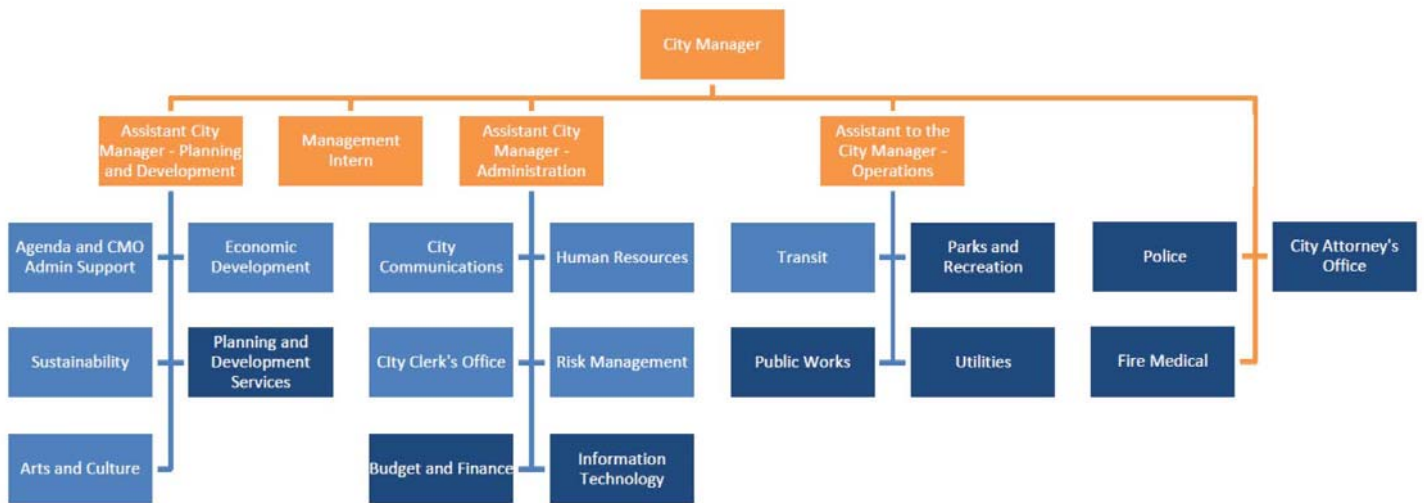 City Manager
Assistant City
Manager - Planning
and Development
Management
Intern
Assistant City
Manager -
Administration
Assistant to the
City Manager -
Operations
Agenda and CMO
Admin Support
Economic
Development
City
Communications
Human Resources
Transit
Parks and
Recreation
Police
City Attorney's
Office
Sustainability
Planning and
Development
Services
CIty Clerk's Office
Risk Management
Public Works
Utilities
Fire Medical
Arts and Culture
Budget and Finance
Information
Technology